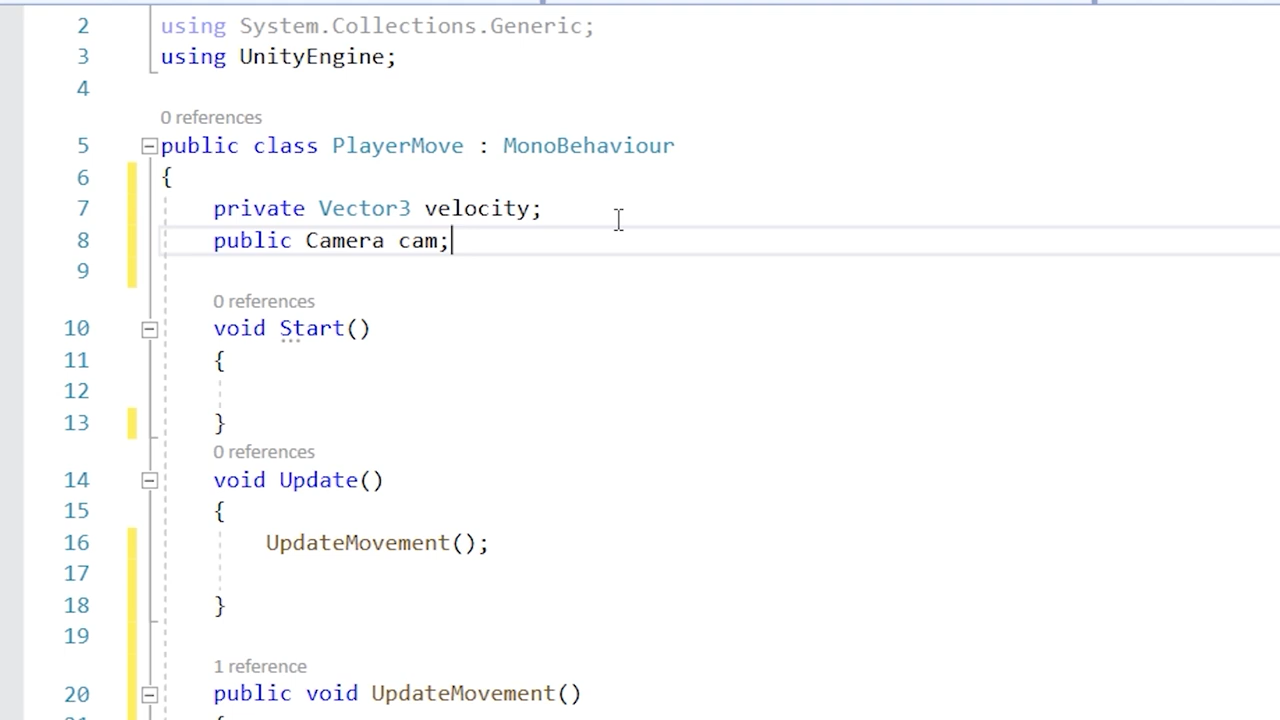 2 using System.Collections.Generic;
3 using UnityEngine;
4
0 references
5 public class PlayerMove : MonoBehaviour
6 {
7 private Vector3 velocity;
8 public Camera cam;
9
0 references
10 void Start()
11 {
12
13 }
0 references
14 void Update()
15 {
16 UpdateMovement();
17
18 }
19
1 reference
20 public void UpdateMovement()
21 {